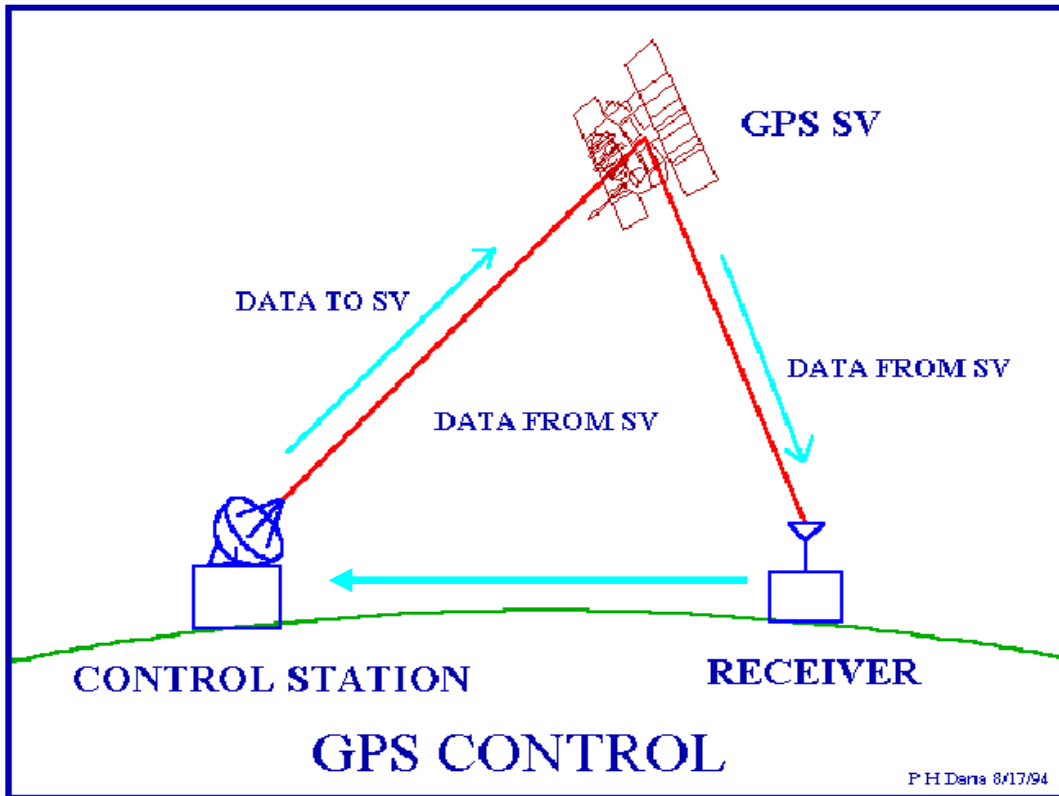 GPS SV
DATA TO SV
DATA FROM SV
DATA FROM SV
CONTROL STATION
RECEIVER
GPS CONTROL
P H Dana 8/17/94